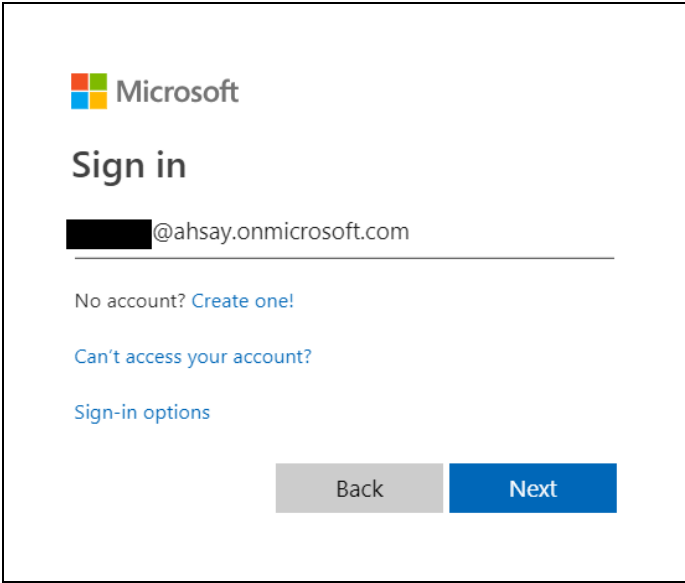 Microsoft
Sign in
@ahsay.onmicrosoft.com
No account? Create one!
Can't access your account?
Sign-in options
Back Next